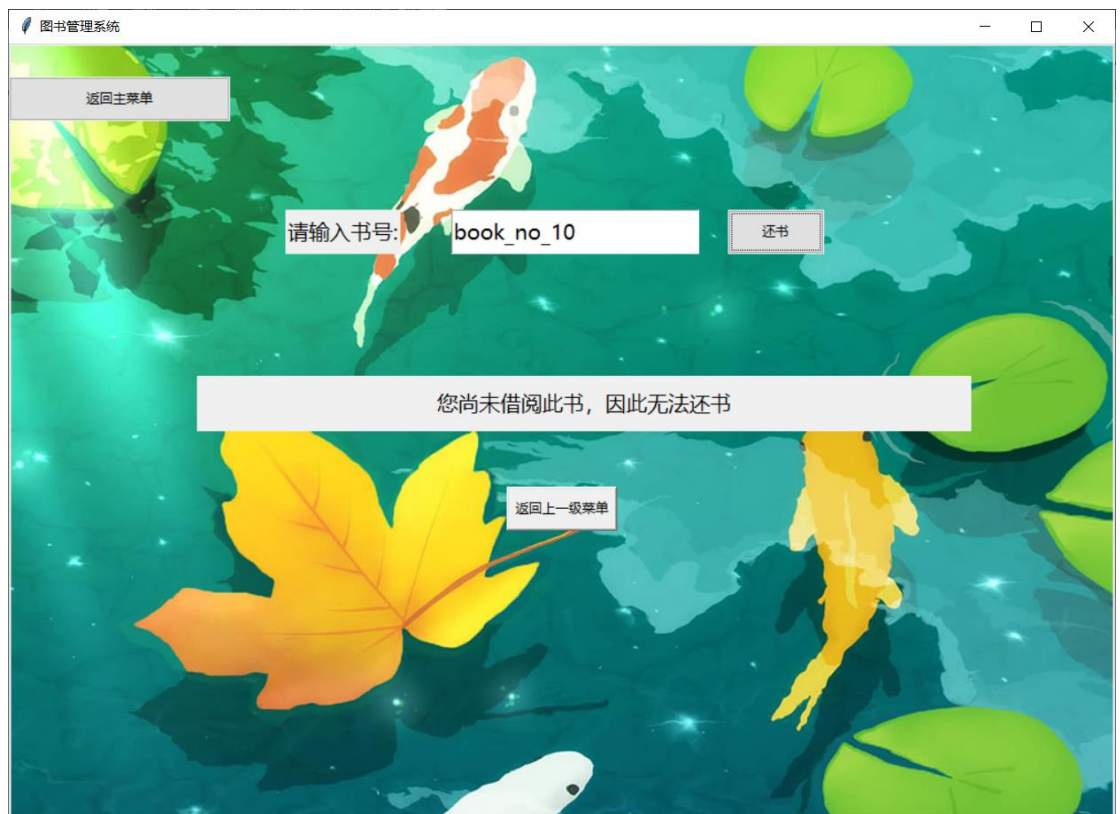 图书管理系统
返回主菜单
请输入书号: book_no_10 还书
您尚未借阅此书，因此无法还书
返回上一级菜单